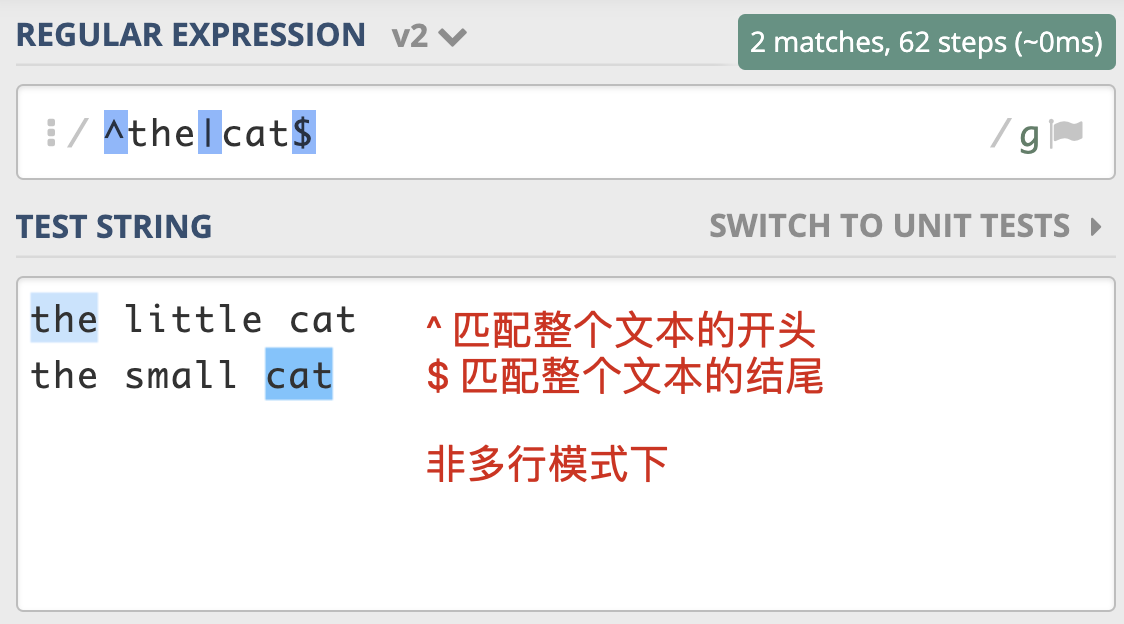 REGULAR EXPRESSION v2 2 matches, 62 steps (~0ms)
/ ^the|cat$ / g
TEST STRING SWITCH TO UNIT TESTS
the little cat ^ 匹配整个文本的开头
the small cat $ 匹配整个文本的结尾
非多行模式下